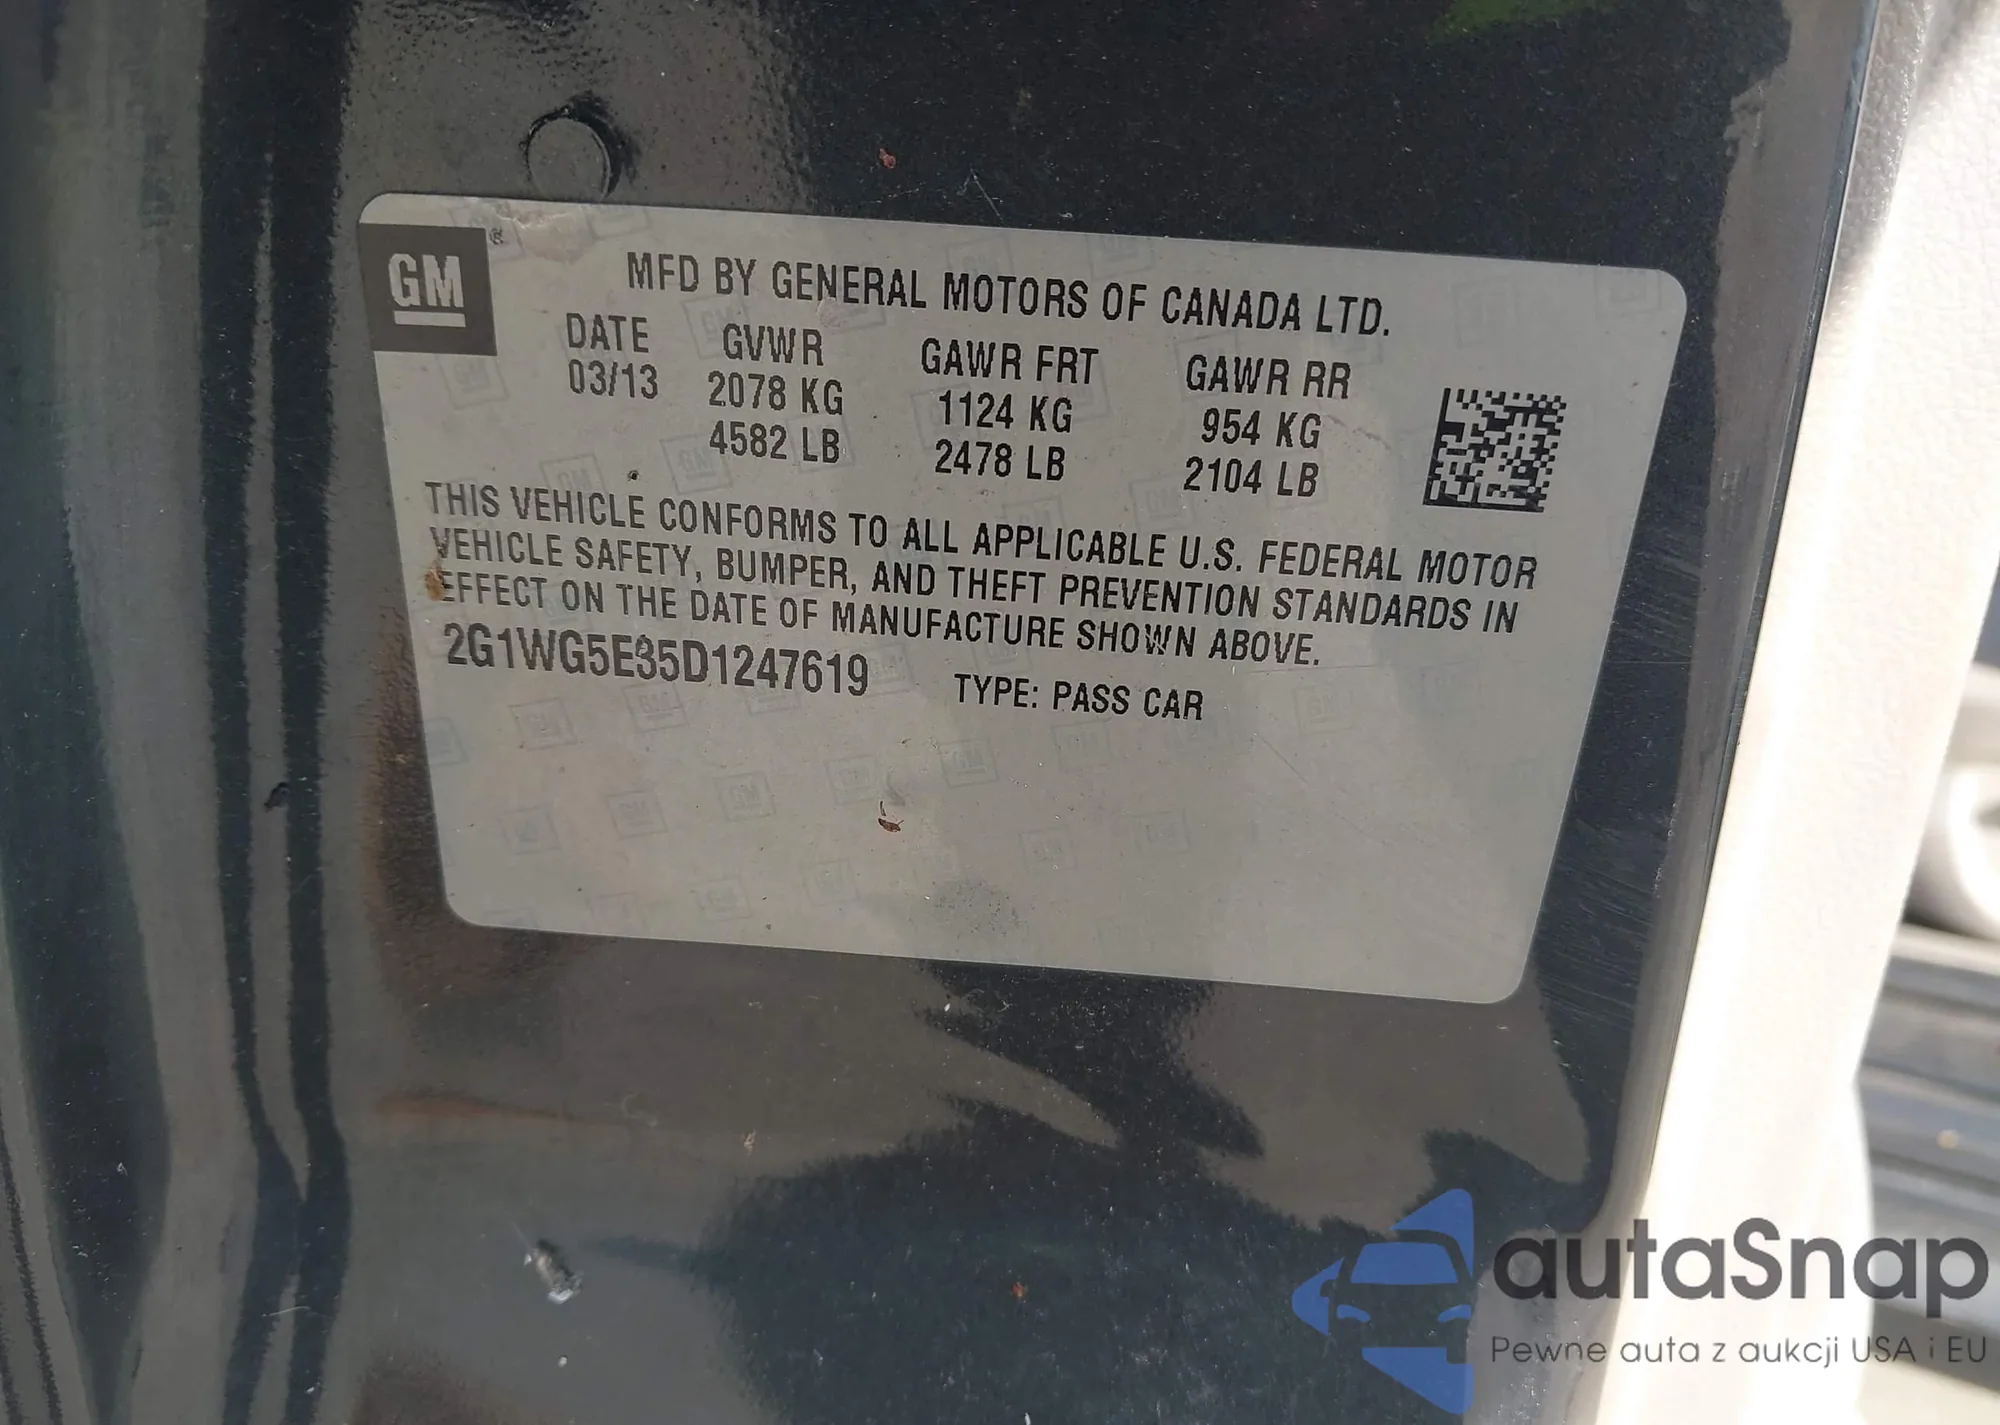 GM
MFD BY GENERAL MOTORS OF CANADA LTD.
DATE GVWR GAWR FRT GAWR RR
03/13 2078 KG 1124 KG 954 KG
4582 LB 2478 LB 2104 LB
THIS VEHICLE CONFORMS TO ALL APPLICABLE U.S. FEDERAL MOTOR
VEHICLE SAFETY, BUMPER, AND THEFT PREVENTION STANDARDS IN
EFFECT ON THE DATE OF MANUFACTURE SHOWN ABOVE.
2G1WG5E35D1247619 TYPE: PASS CAR
autaSnap
Pewne auta z aukcji USA i EU